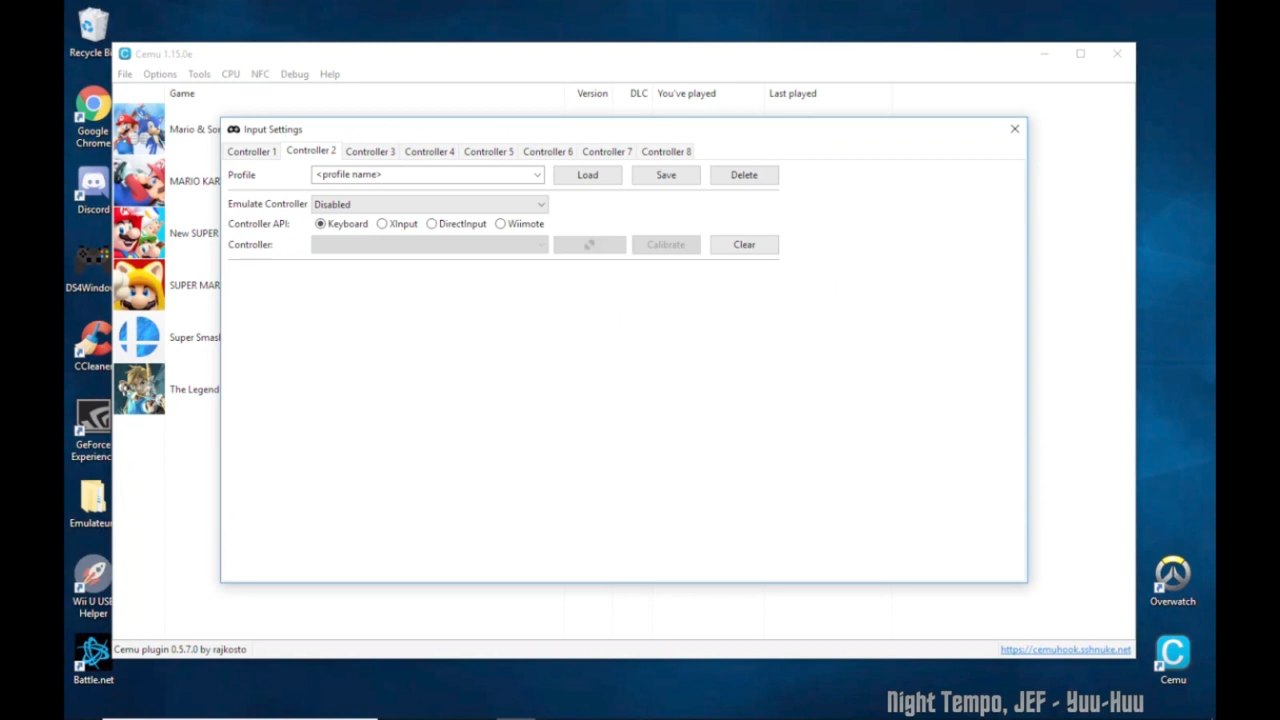 Recycle Bi
Cemu 1.15.0e
File Options Tools CPU NFC Debug Help
Game Version DLC You've played Last played
Mario & So
Input Settings
Controller 1 Controller 2 Controller 3 Controller 4 Controller 5 Controller 6 Controller 7 Controller 8
Google
Chrome
Profile <profile name> Load Save Delete
MARIO KAR
Emulate Controller Disabled
Discord
Controller API: Keyboard XInput DirectInput Wiimote
New SUPER
Controller: Calibrate Clear
DS4Windo
SUPER MAR
Super Smas
CCleane
The Legend
GeForce
Experienc
Emulateu
Wii U USB
Helper
Overwatch
Cemu plugin 0.5.7.0 by rajkosto
https://cemuhook.sshnuke.net
Battle.net
Cemu
Night Tempo, JEF - Yuu-Huu